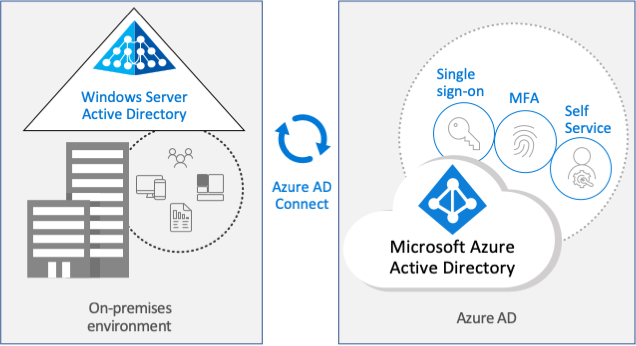 Windows Server
Active Directory
On-premises
environment
Azure AD
Connect
Single
sign-on
MFA
Self
Service
Microsoft Azure
Active Directory
Azure AD